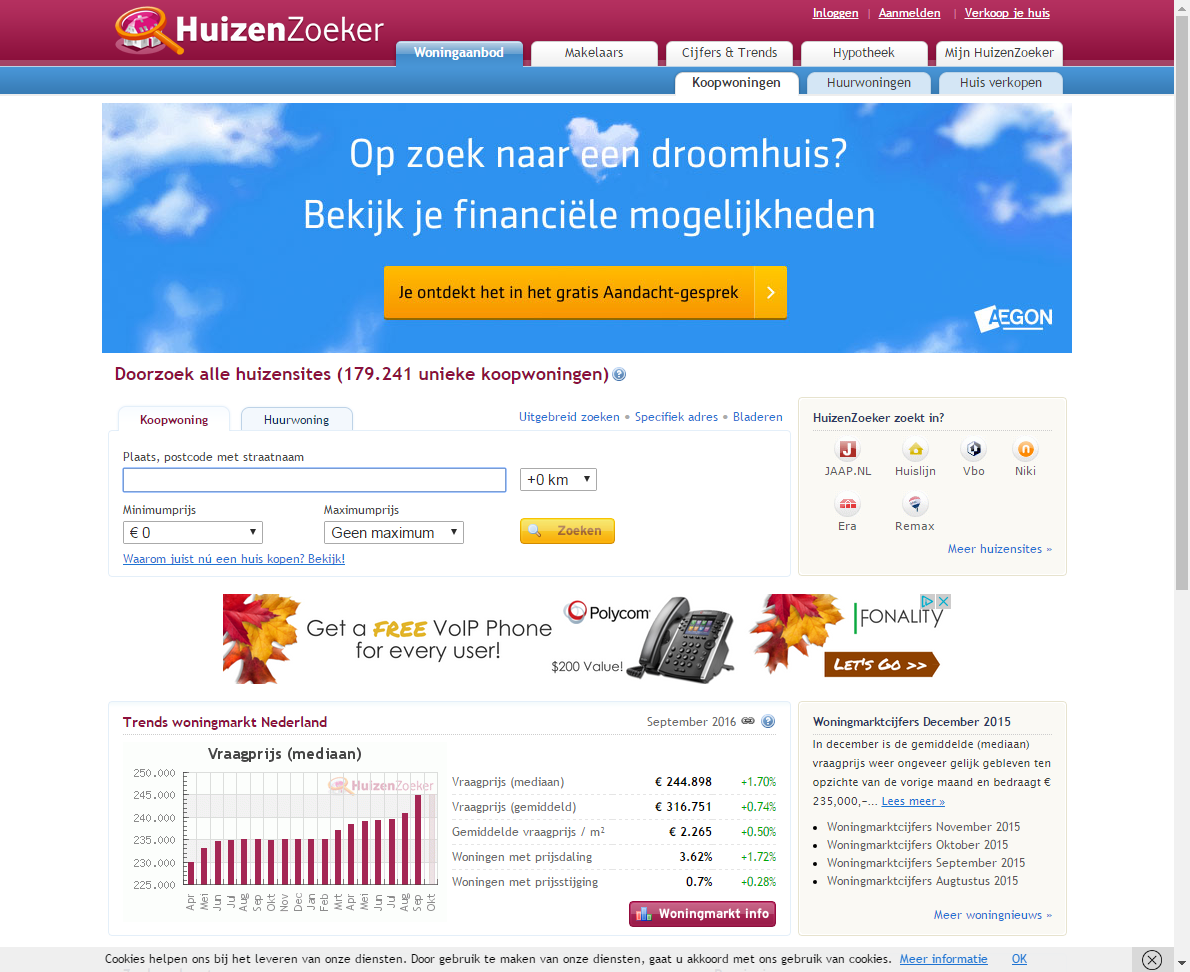 HuizenZoeker
Inloggen | Aanmelden | Verkoop je huis
Woningaanbod Makelaars Cijfers & Trends Hypotheek Mijn HuizenZoeker
Koopwoningen Huurwoningen Huis verkopen
Op zoek naar een droomhuis?
Bekijk je financiële mogelijkheden
Je ontdekt het in het gratis Aandacht-gesprek
AEGON
Doorzoek alle huizensites (179.241 unieke koopwoningen)
Koopwoning Huurwoning
Uitgebreid zoeken • Specifiek adres • Bladeren
Plaats, postcode met straatnaam
+0 km
Minimumprijs Maximumprijs
€ 0 Geen maximum Zoeken
Waarom juist nú een huis kopen? Bekijk!
HuizenZoeker zoekt in?
JAAP.NL Huislijn Vbo Niki
Era Remax
Meer huizensites »
Get a FREE VoIP Phone
for every user!
Polycom
$200 Value!
FONALITY
LET'S GO >>
Trends woningmarkt Nederland
September 2016
Vraagprijs (mediaan)
HuizenZoeker
250.000
245.000
240.000
235.000
230.000
225.000
Apr Mei Jun Jul Aug Sep Okt Nov Dec Jan Feb Mrt Apr Mei Jun Jul Aug Sep Okt
Vraagprijs (mediaan) € 244.898 +1.70%
Vraagprijs (gemiddeld) € 316.751 +0.74%
Gemiddelde vraagprijs / m² € 2.265 +0.50%
Woningen met prijsdaling 3.62% +1.72%
Woningen met prijsstijging 0.7% +0.28%
Woningmarkt info
Woningmarktcijfers December 2015
In december is de gemiddelde (mediaan)
vraagprijs weer ongeveer gelijk gebleven ten
opzichte van de vorige maand en bedraagt €
235,000,-... Lees meer »
• Woningmarktcijfers November 2015
• Woningmarktcijfers Oktober 2015
• Woningmarktcijfers September 2015
• Woningmarktcijfers Augtustus 2015
Meer woningnieuws »
Cookies helpen ons bij het leveren van onze diensten. Door gebruik te maken van onze diensten, gaat u akkoord met ons gebruik van cookies. Meer informatie OK